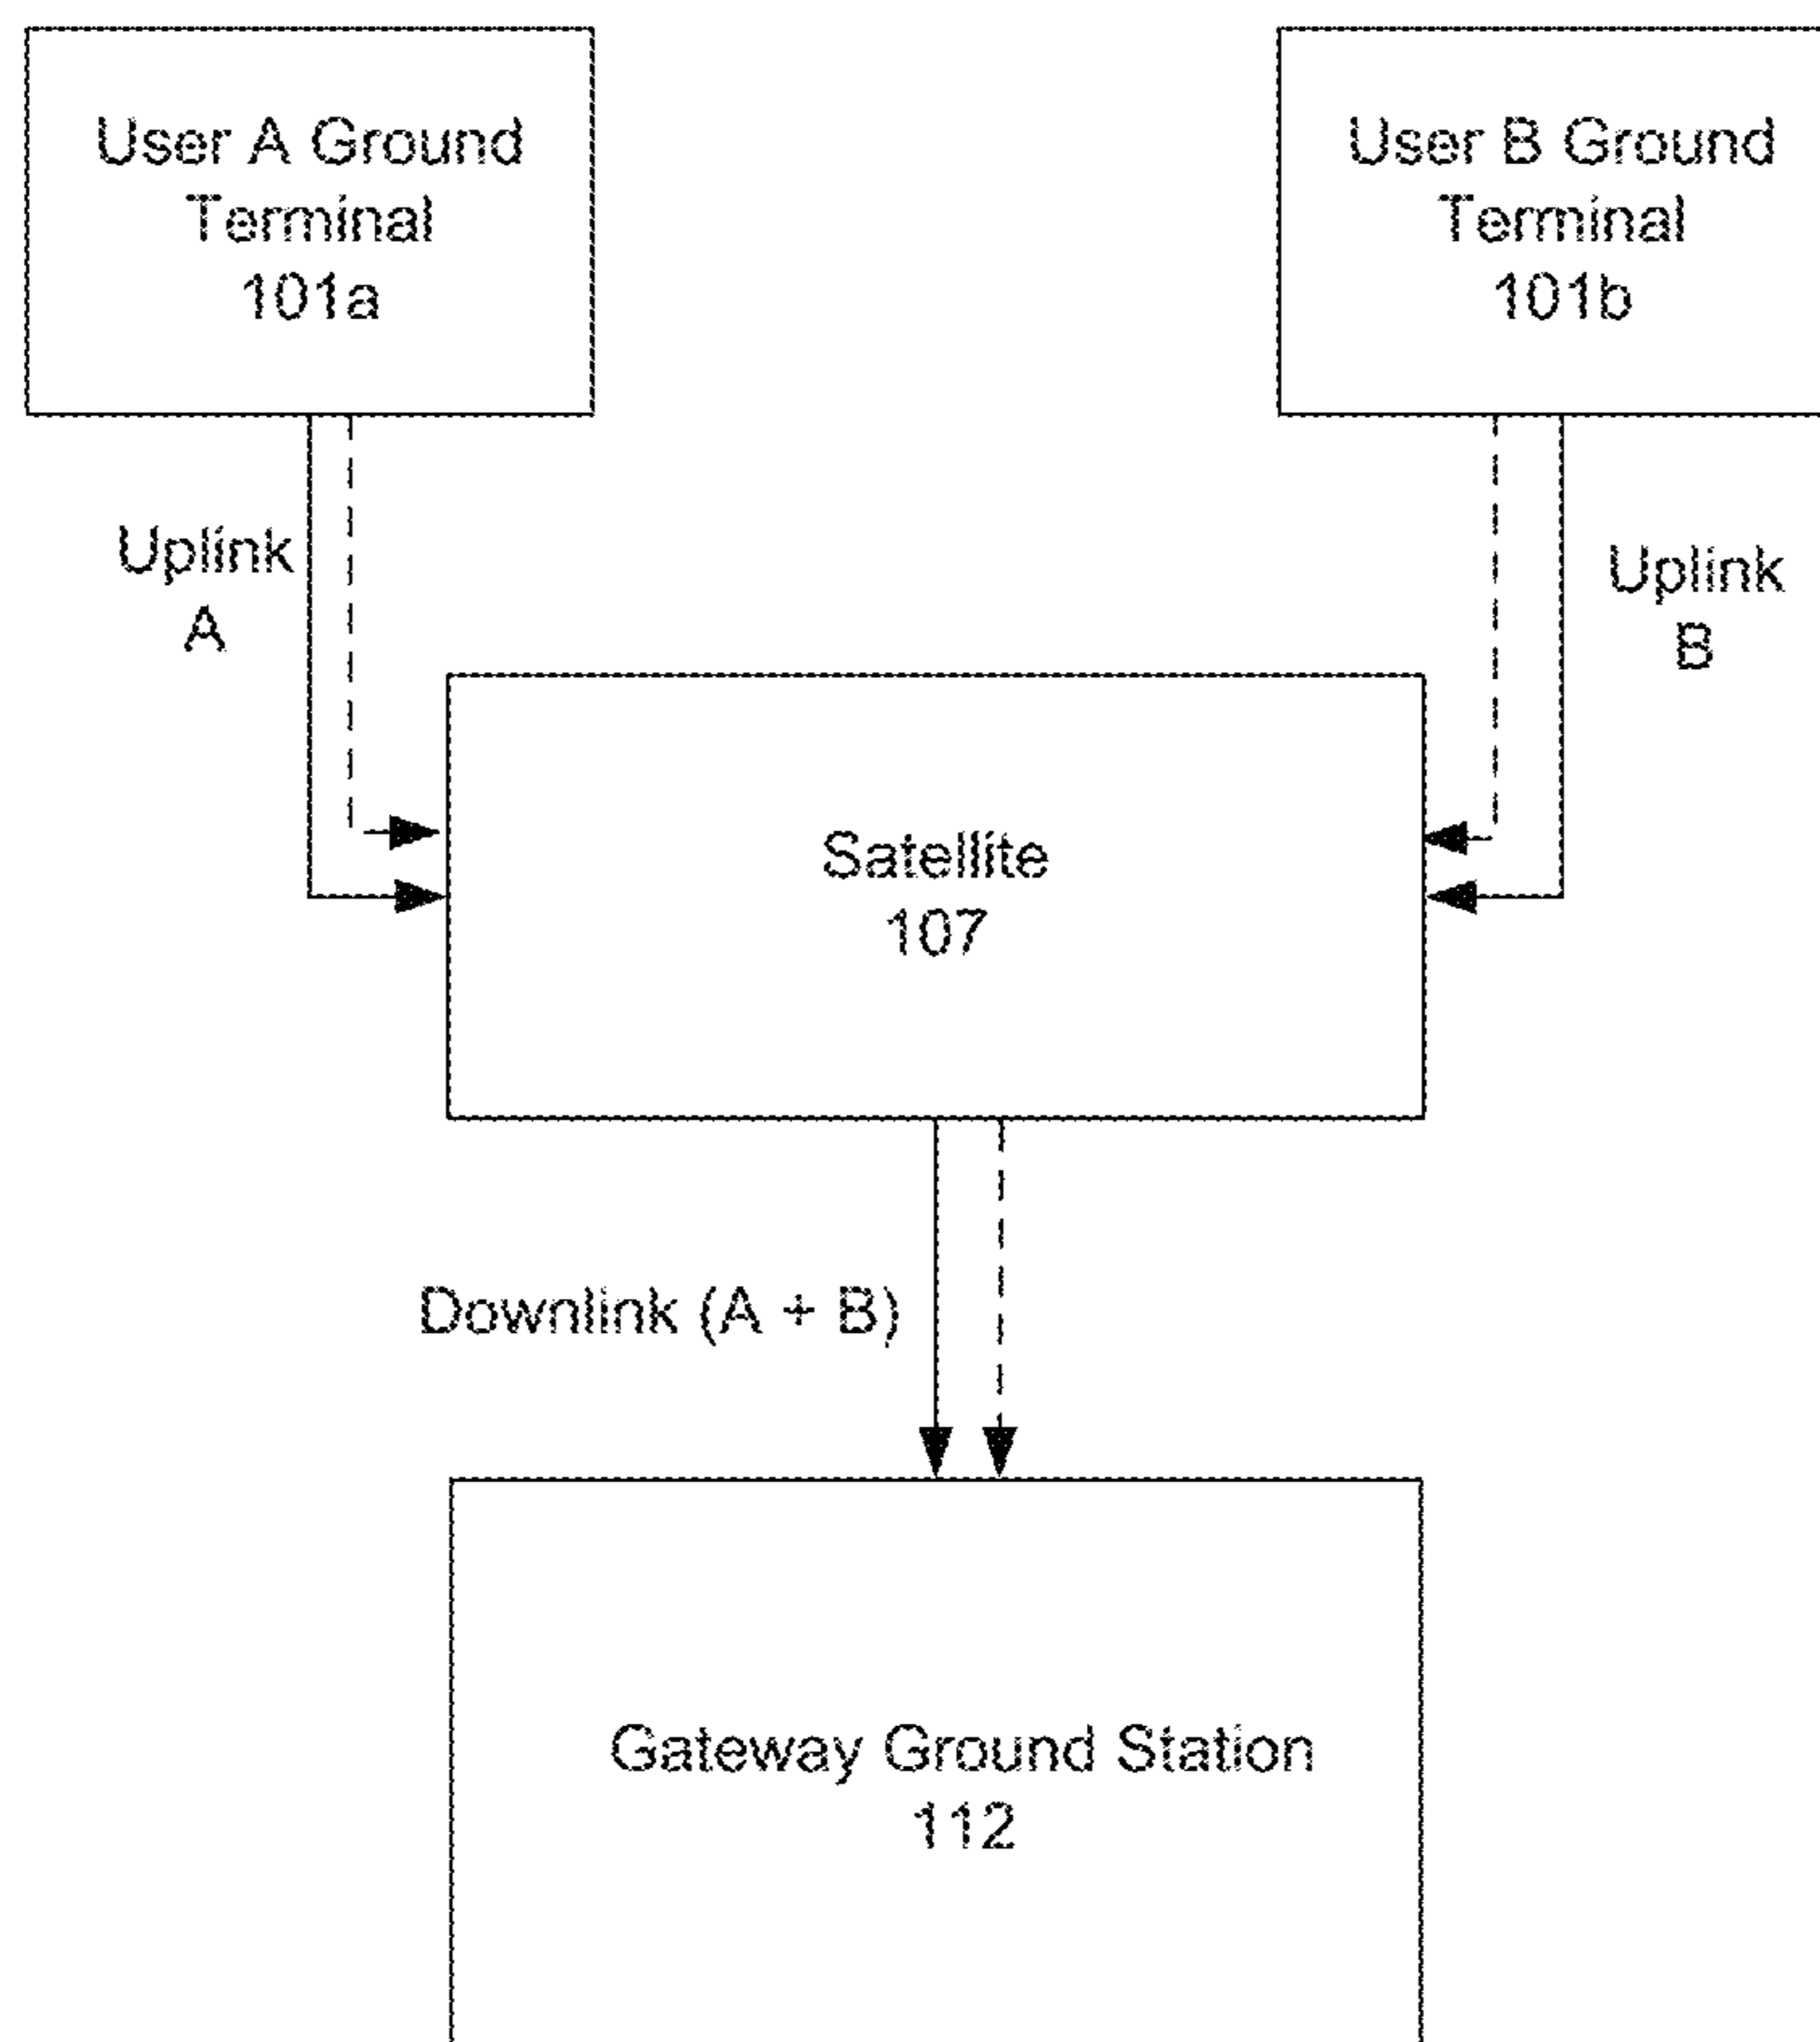 User A Ground
Terminal
101a
User B Ground
Terminal
101b
Uplink
A
Uplink
B
Satellite
107
Downlink (A + B)
Gateway Ground Station
112